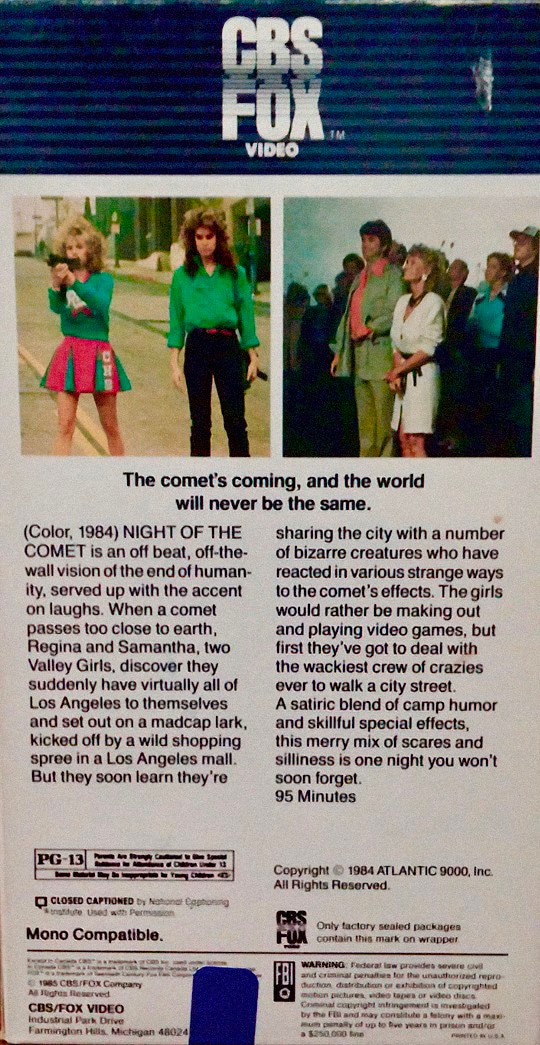 CBS
FOX
TM
VIDEO
The comet's coming, and the world
will never be the same.
(Color, 1984) NIGHT OF THE
COMET is an off beat, off-the-
wall vision of the end of human-
ity, served up with the accent
on laughs. When a comet
passes too close to earth,
Regina and Samantha, two
Valley Girls, discover they
suddenly have virtually all of
Los Angeles to themselves
and set out on a madcap lark,
kicked off by a wild shopping
spree in a Los Angeles mall.
But they soon learn they're
sharing the city with a number
of bizarre creatures who have
reacted in various strange ways
to the comet's effects. The girls
would rather be making out
and playing video games, but
first they've got to deal with
the wackiest crew of crazies
ever to walk a city street.
A satiric blend of camp humor
and skillful special effects,
this merry mix of scares and
silliness is one night you won't
soon forget.
95 Minutes
PG-13
Parents Are Strongly Cautioned to Give Special
Guidance for Attendance of Children Under 13
Some Material May Be Inappropriate for Young Children
CLOSED CAPTIONED by National Captioning
Institute. Used with Permission
Mono Compatible.
Copyright © 1984 ATLANTIC 9000, Inc.
All Rights Reserved.
CBS
FOX
Only factory sealed packages
contain this mark on wrapper.
© 1985 CBS/FOX Company
All Rights Reserved
CBS/FOX VIDEO
Industrial Park Drive
Farmington Hills, Michigan 48024
FBI
WARNING: Federal law provides severe civil
and criminal penalties for the unauthorized repro-
duction, distribution or exhibition of copyrighted
motion pictures, video tapes or video discs.
Criminal copyright infringement is investigated
by the FBI and may constitute a felony with a maxi-
mum penalty of up to five years in prison and/or
a $250,000 fine.
PRINTED IN U.S.A.